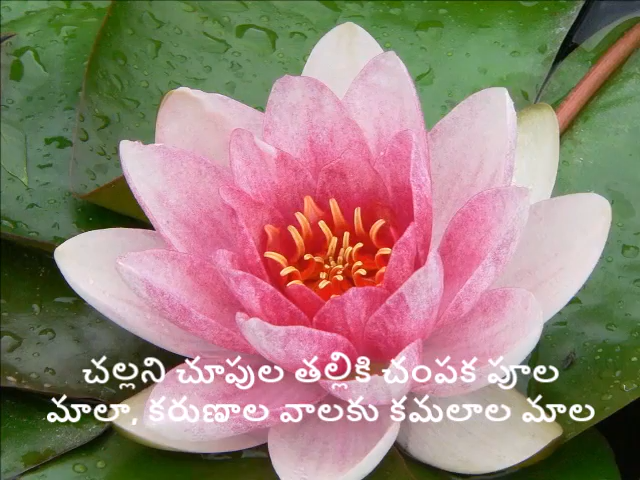 చల్లని చూపుల తల్లికి చంపక పూల
మాలా, కరుణాల వాలకు కమలాల మాల